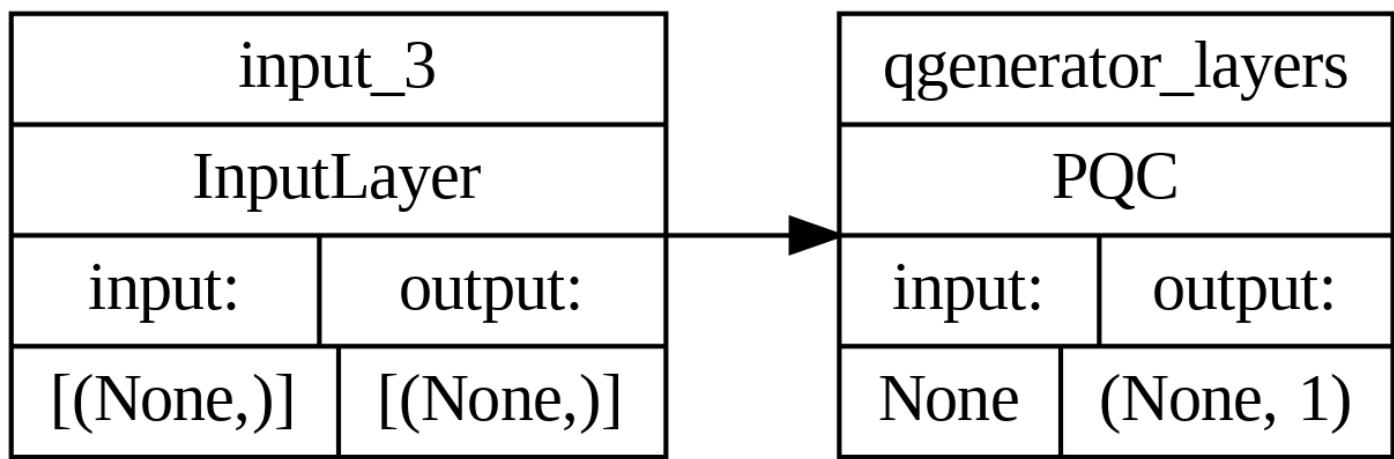 input_3
InputLayer
input: output:
[(None,)] [(None,)]
qgenerator_layers
PQC
input: output:
None (None, 1)